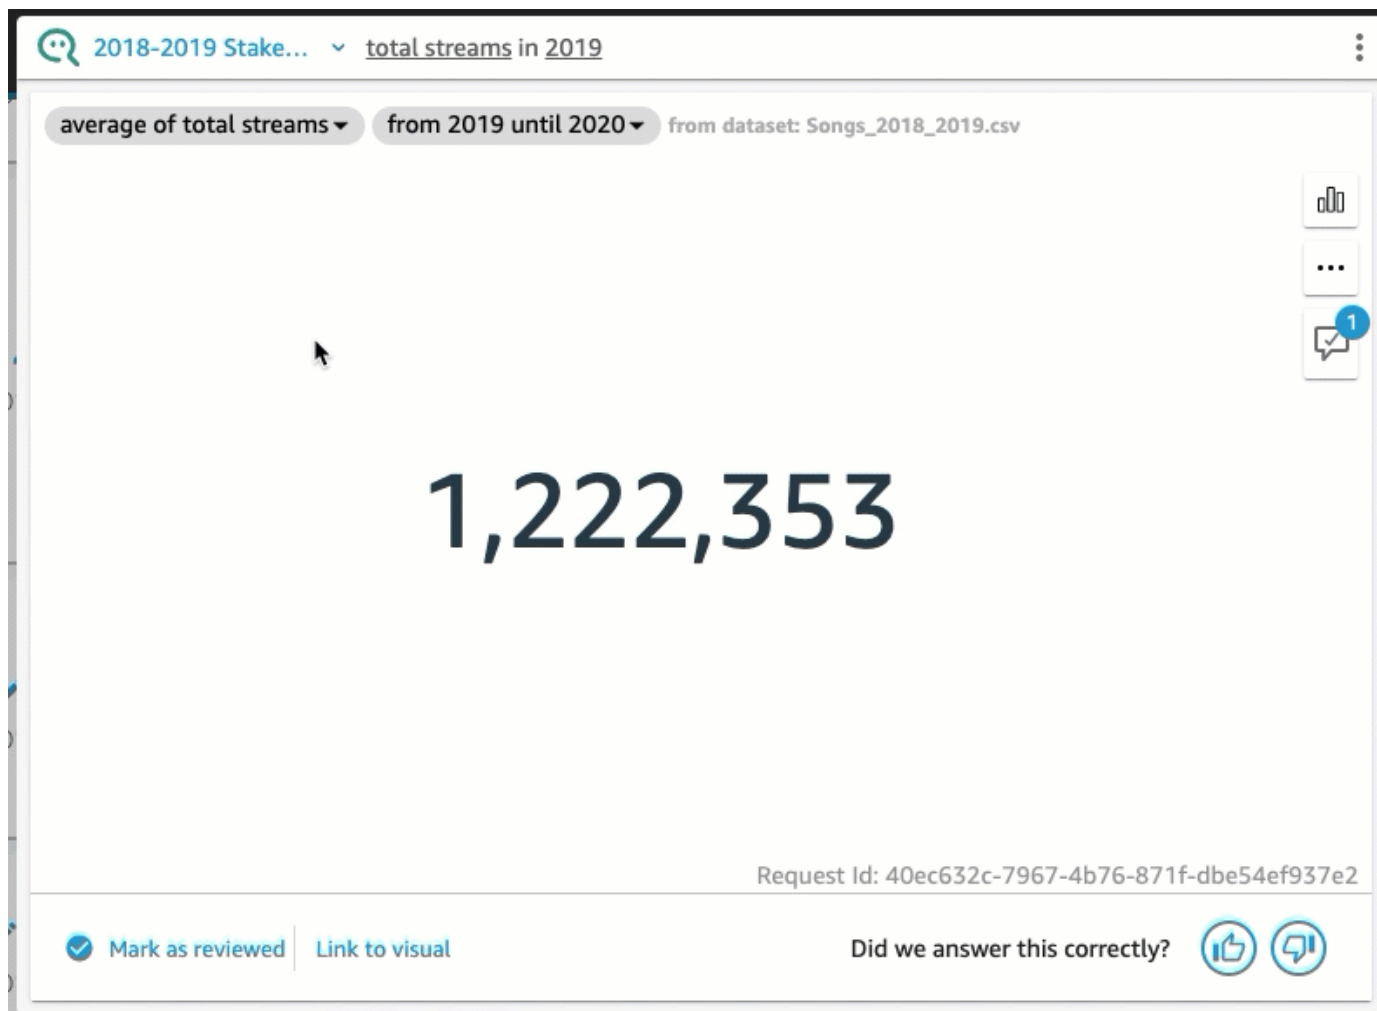 2018-2019 Stake... total streams in 2019
average of total streams from 2019 until 2020 from dataset: Songs_2018_2019.csv
1
1,222,353
Request Id: 40ec632c-7967-4b76-871f-dbe54ef937e2
Mark as reviewed Link to visual Did we answer this correctly?